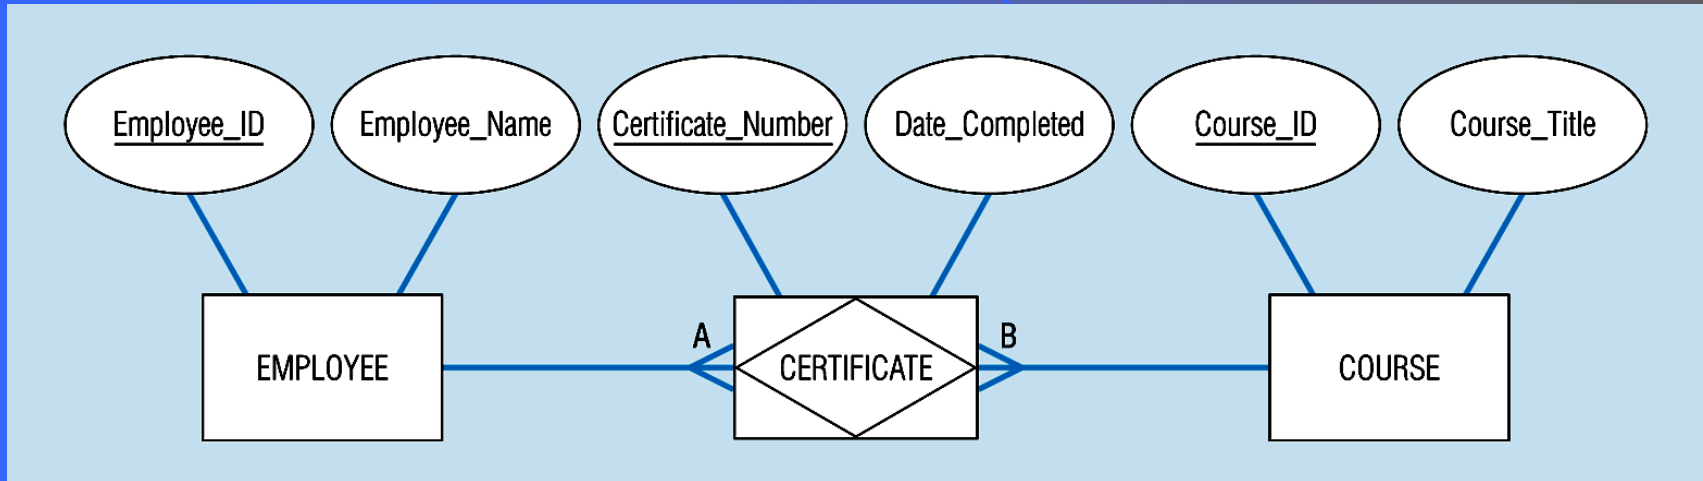 Employee_ID
Employee_Name
Certificate_Number
Date_Completed
Course_ID
Course_Title
A
B
EMPLOYEE
CERTIFICATE
COURSE